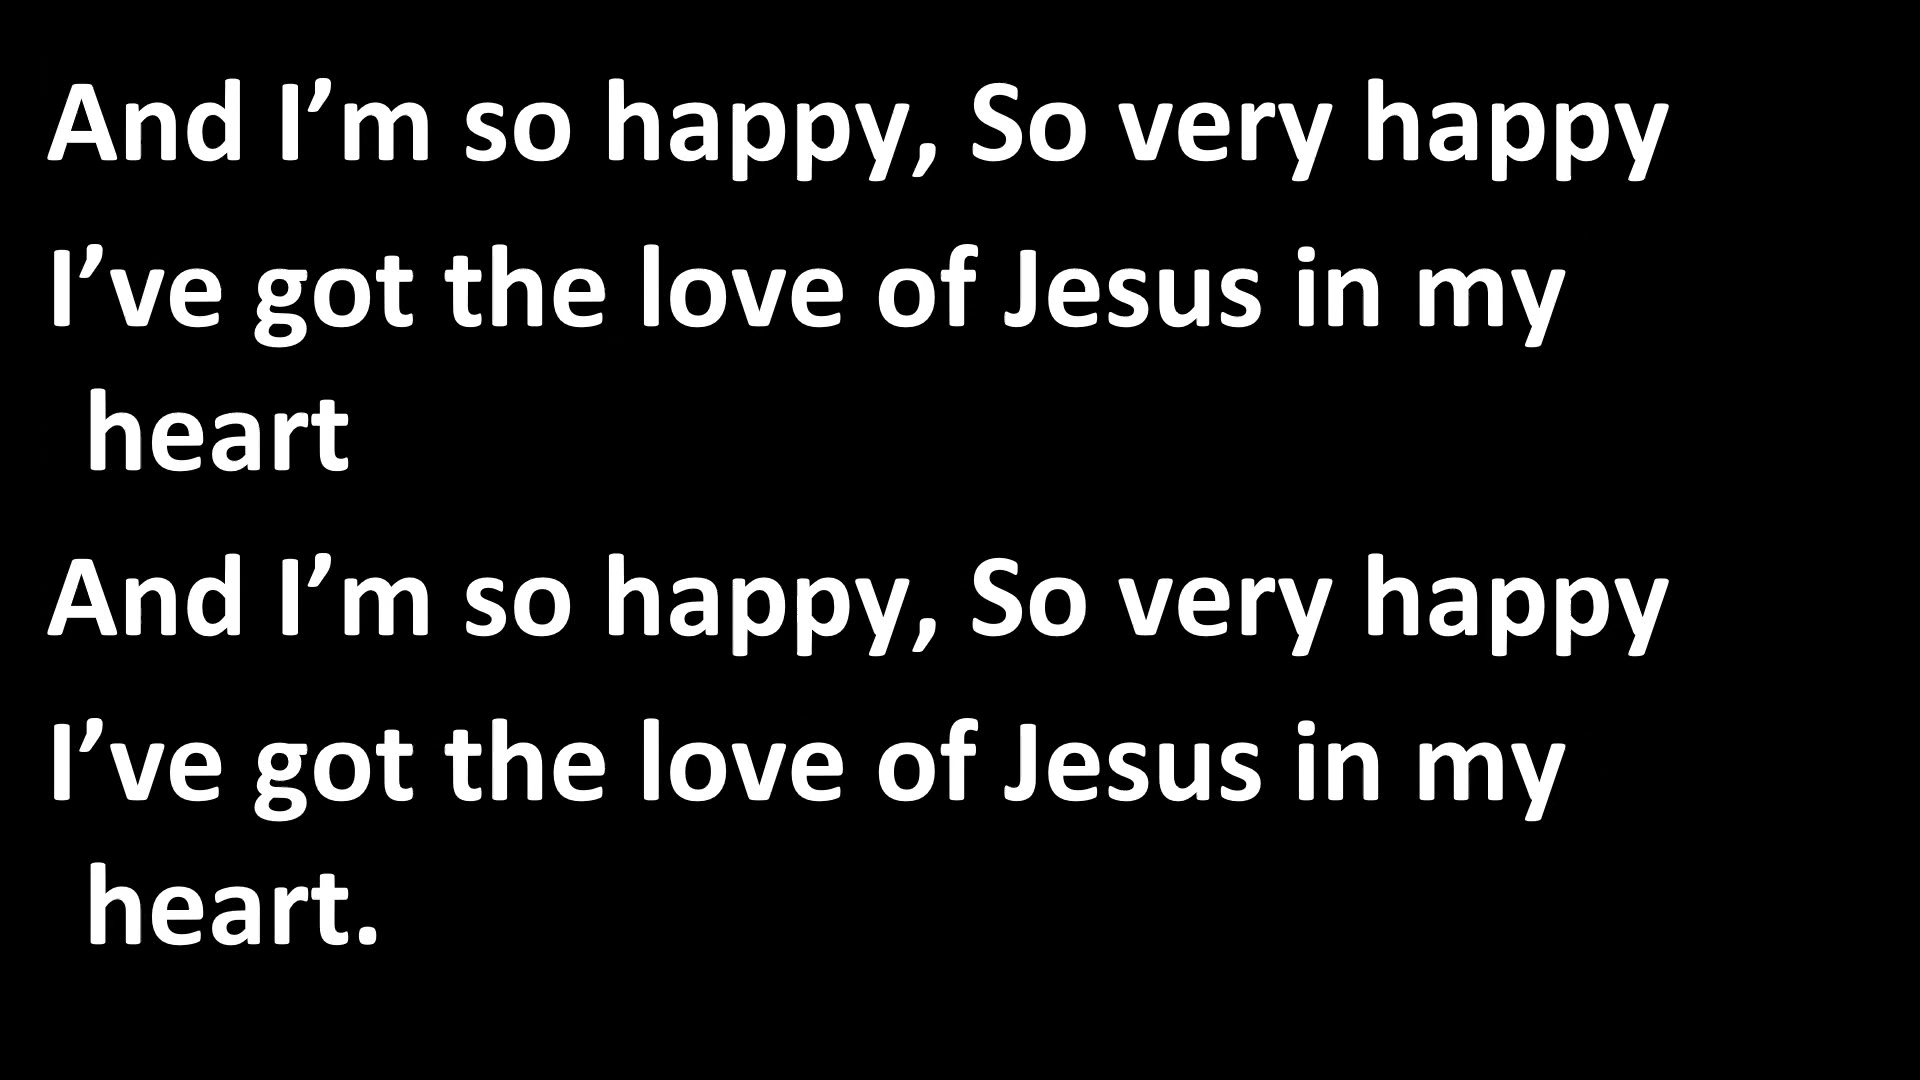 And I’m so happy, So very happy
I’ve got the love of Jesus in my
heart
And I’m so happy, So very happy
I’ve got the love of Jesus in my
heart.